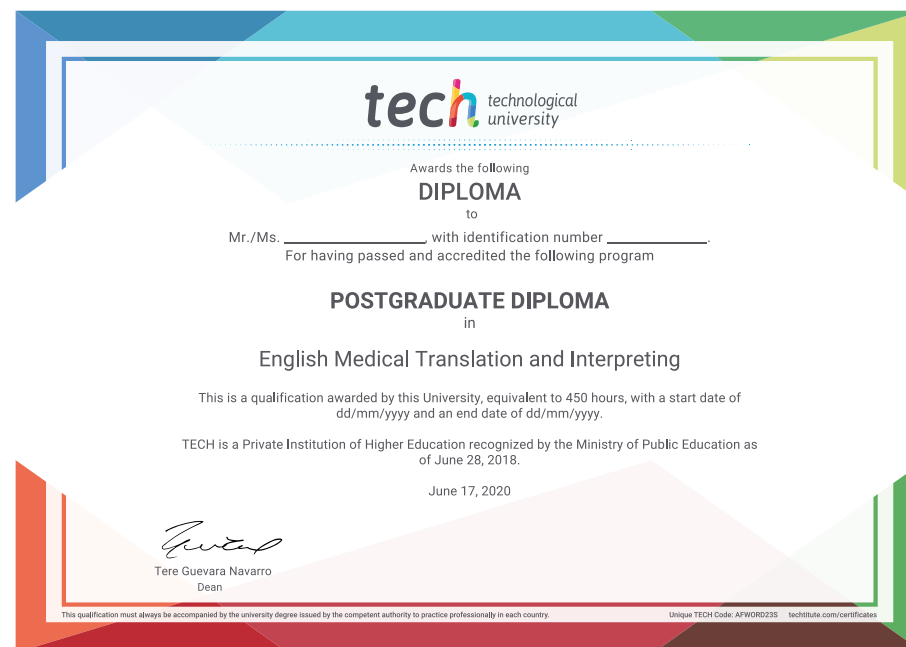 tech technological
university
Awards the following
DIPLOMA
to
Mr./Ms. ____________________, with identification number ______________.
For having passed and accredited the following program
POSTGRADUATE DIPLOMA
in
English Medical Translation and Interpreting
This is a qualification awarded by this University, equivalent to 450 hours, with a start date of
dd/mm/yyyy and an end date of dd/mm/yyyy.
TECH is a Private Institution of Higher Education recognized by the Ministry of Public Education as
of June 28, 2018.
June 17, 2020
Tere Guevara Navarro
Dean
This qualification must always be accompanied by the university degree issued by the competent authority to practice professionally in each country. Unique TECH Code: AFWORD23S techtitute.com/certificates